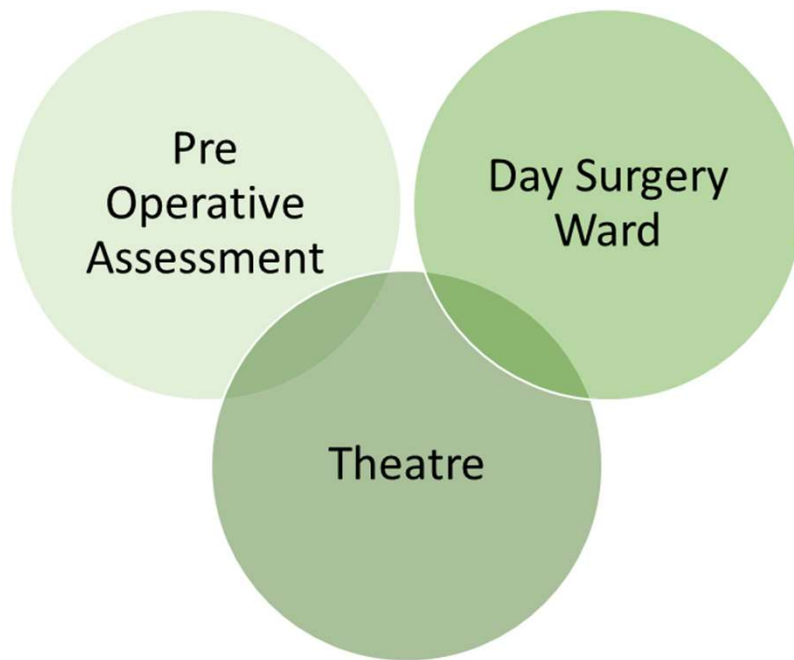 Pre
Operative
Assessment
Day Surgery
Ward
Theatre